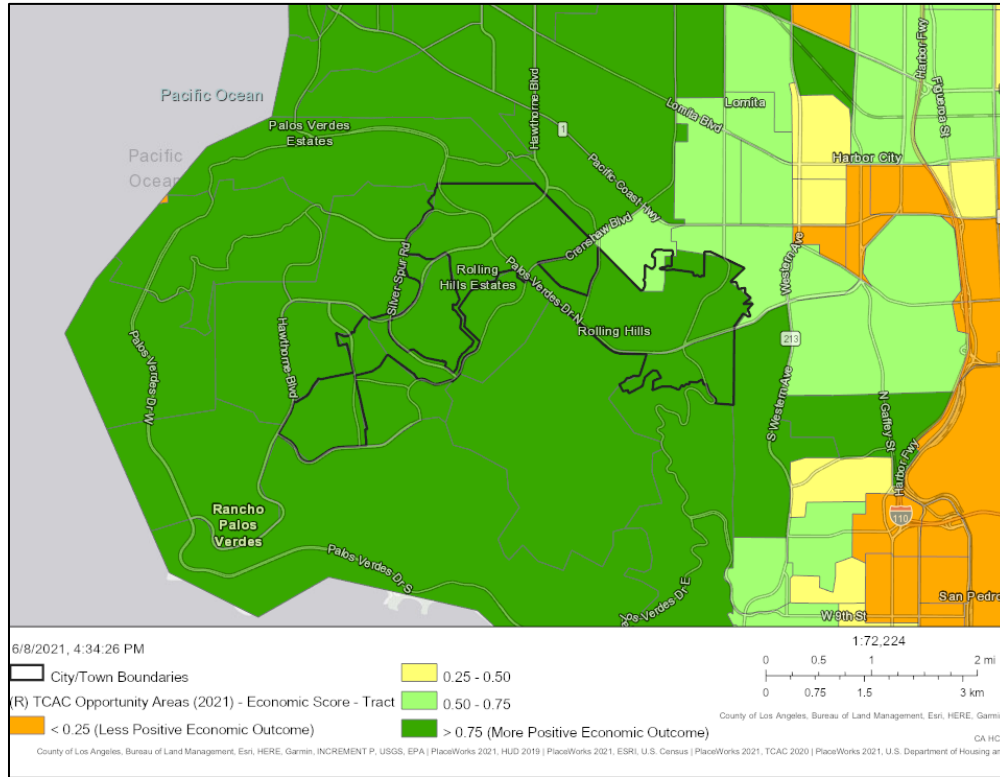 Pacific Ocean
Pacific
Ocean
Palos Verdes
Estates
Hawthorne Blvd
1
Lomita Blvd
Lomita
Harbor Fwy
Figueroa St
Harbor City
Pacific Coast Hwy
Crenshaw Blvd
Silver Spur Rd
Rolling
Hills Estates
Palos Verdes Dr N
Rolling Hills
Western Ave
213
Hawthorne Blvd
Palos Verdes Dr W
S Western Ave
N Gaffey St
Harbor Fwy
110
Rancho
Palos
Verdes
Palos Verdes Dr S
Verdes Dr E
San Pedro
W 9th St
6/8/2021, 4:34:26 PM
City/Town Boundaries
(R) TCAC Opportunity Areas (2021) - Economic Score - Tract
< 0.25 (Less Positive Economic Outcome)
0.25 - 0.50
0.50 - 0.75
> 0.75 (More Positive Economic Outcome)
1:72,224
0 0.5 1 2 mi
0 0.75 1.5 3 km
County of Los Angeles, Bureau of Land Management, Esri, HERE, Garmin
CA HC
County of Los Angeles, Bureau of Land Management, Esri, HERE, Garmin, INCREMENT P, USGS, EPA | PlaceWorks 2021, HUD 2019 | PlaceWorks 2021, ESRI, U.S. Census | PlaceWorks 2021, TCAC 2020 | PlaceWorks 2021, U.S. Department of Housing